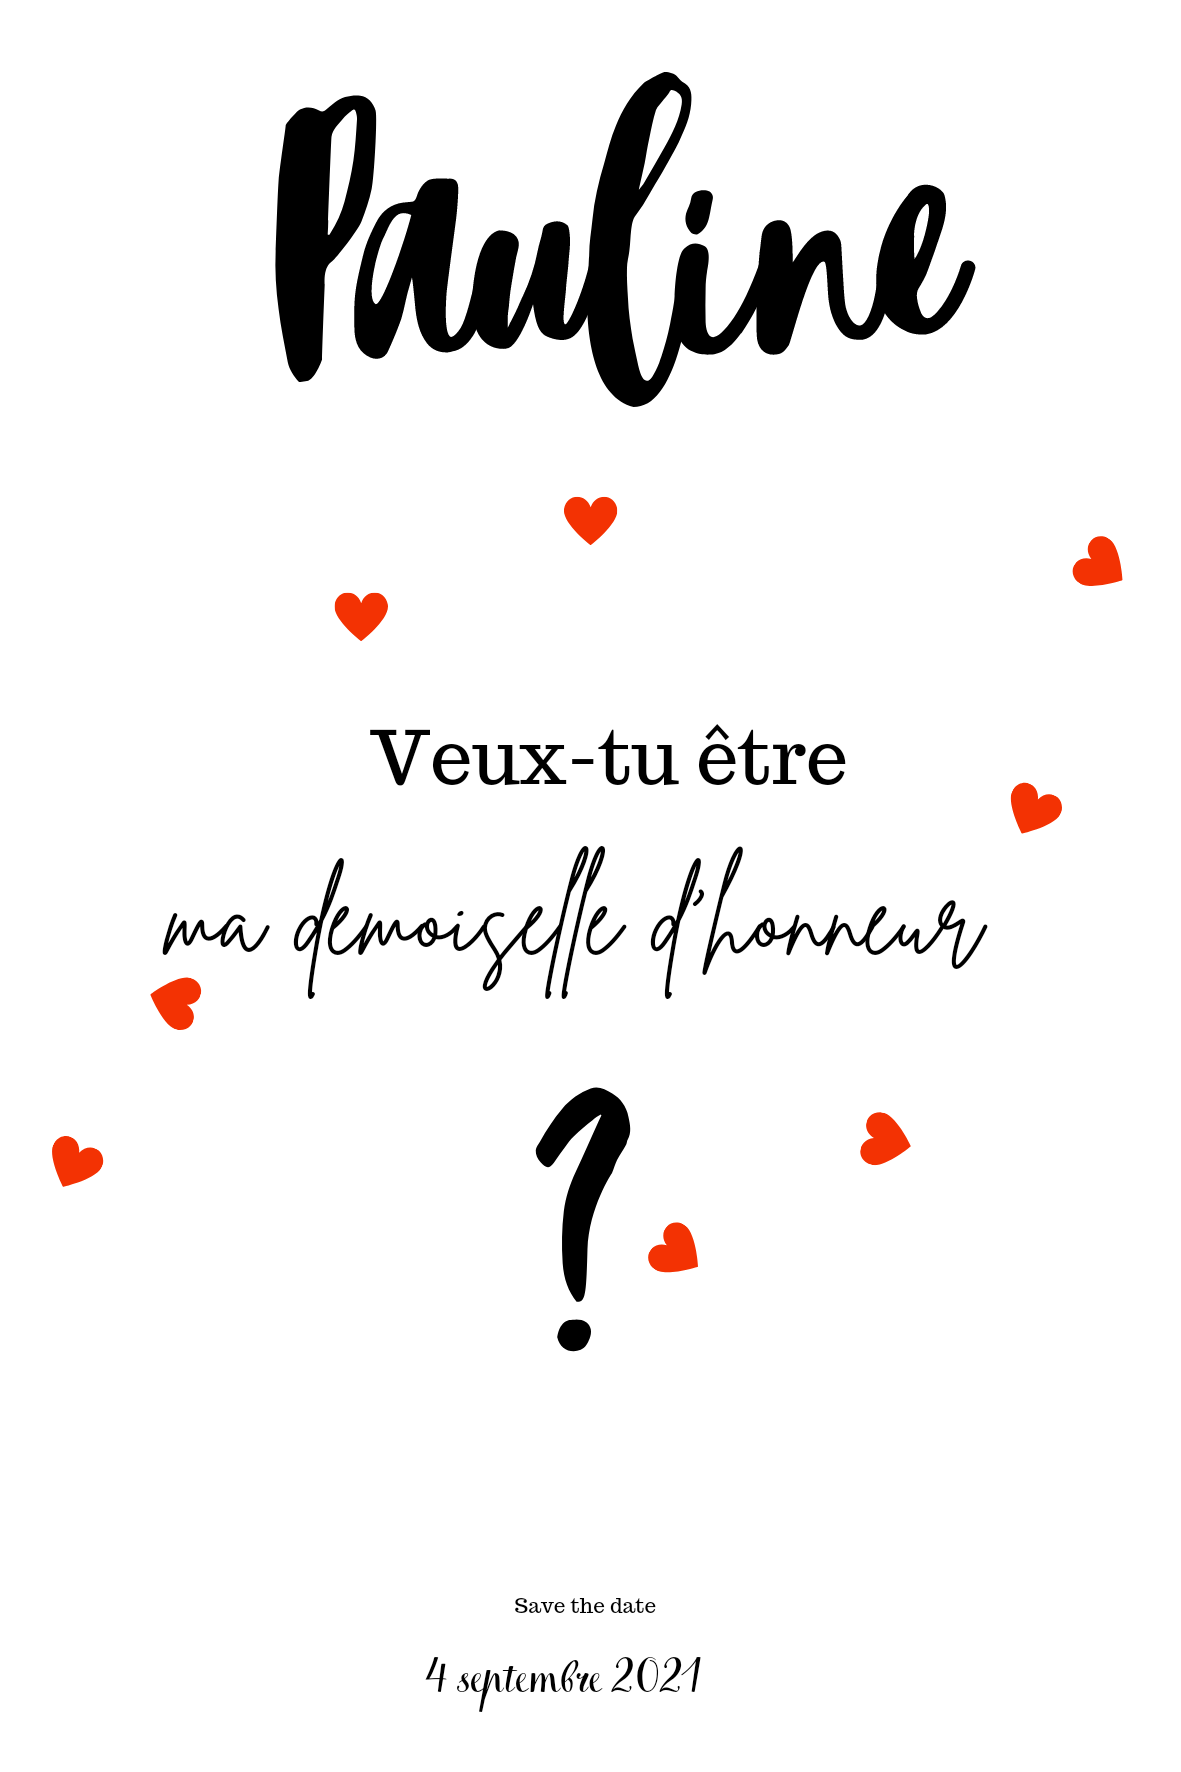 Pauline
Veux-tu être
ma demoiselle d'honneur
?
Save the date
4 septembre 2021